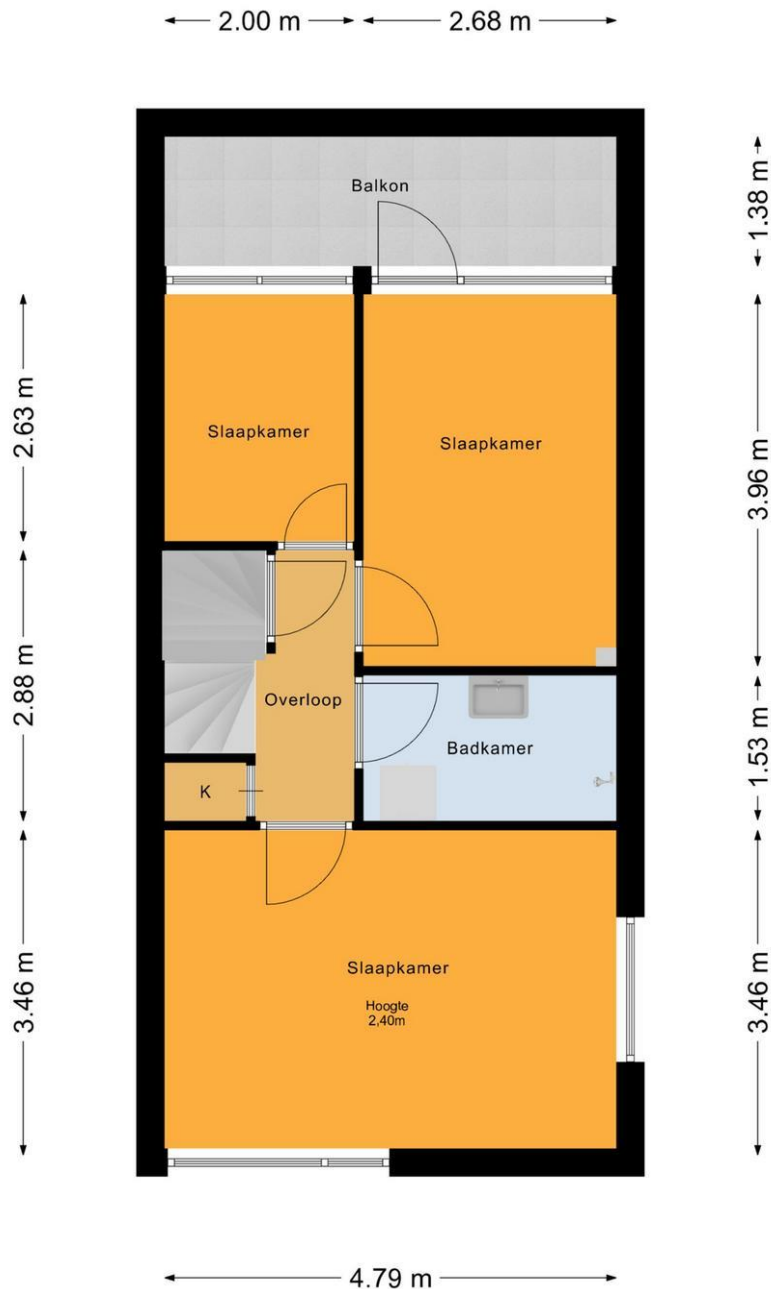 2.00 m
2.68 m
Balkon
1.38 m
2.63 m
Slaapkamer
Slaapkamer
3.96 m
2.88 m
Overloop
Badkamer
1.53 m
K
3.46 m
Slaapkamer
Hoogte
2,40m
3.46 m
4.79 m